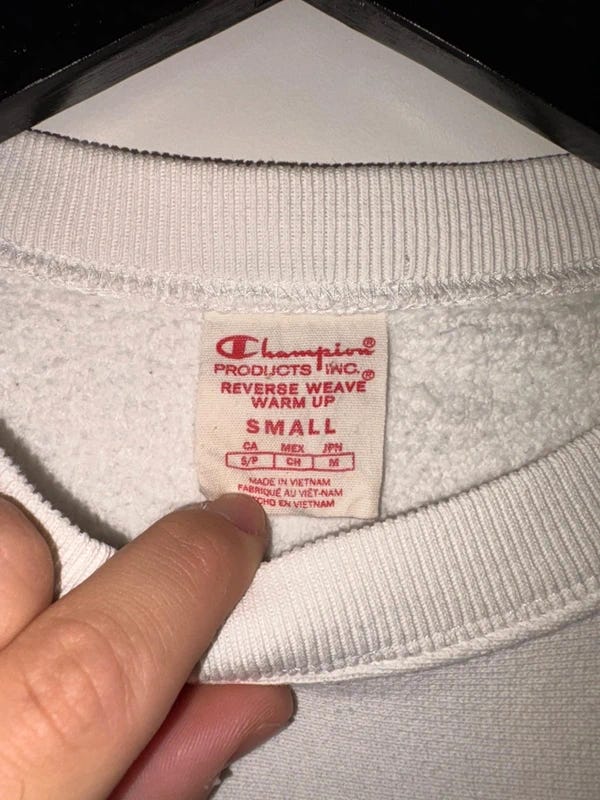 Champion®
PRODUCTS INC.
REVERSE WEAVE®
WARM UP
SMALL
CA MEX JPN
S/P CH M
MADE IN VIETNAM
FABRIQUÉ AU VIÊT-NAM
CHO EN VIETNAM